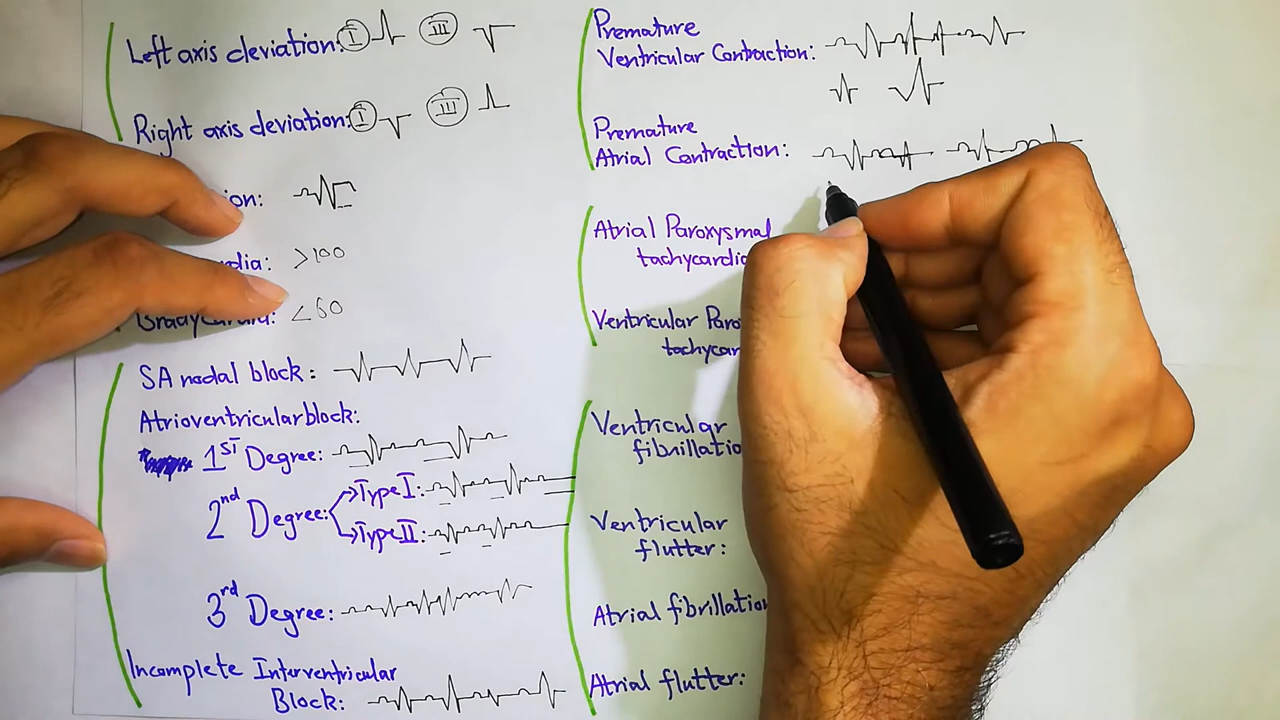 Left axis deviation: I III
Right axis deviation: I III
ion:
dia: >100
Bradycardia: <60
SA nodal block:
Atrioventricular block:
1ST Degree:
2nd Degree:
Type I:
Type II:
3rd Degree:
Incomplete Interventricular
Block:
Premature
Ventricular Contraction:
Premature
Atrial Contraction:
Atrial Paroxysmal
tachycardia
Ventricular Paro
tachycar
Ventricular
fibrillatio
Ventricular
flutter:
Atrial fibrillation
Atrial flutter: